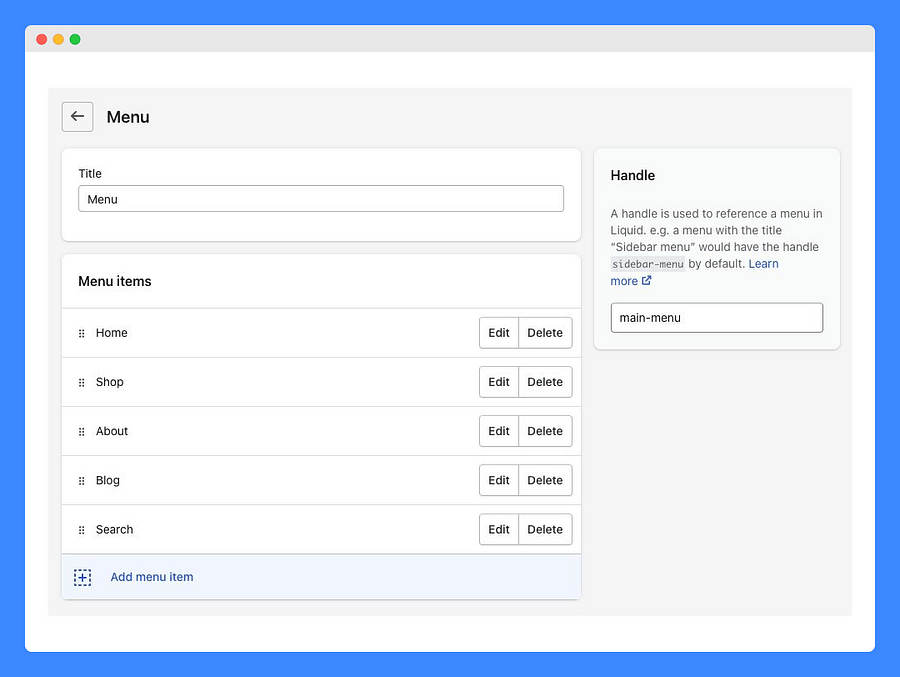 Menu
Title
Menu
Menu items
Home Edit Delete
Shop Edit Delete
About Edit Delete
Blog Edit Delete
Search Edit Delete
Add menu item
Handle
A handle is used to reference a menu in
Liquid. e.g. a menu with the title
“Sidebar menu” would have the handle
sidebar-menu by default. Learn
more
main-menu